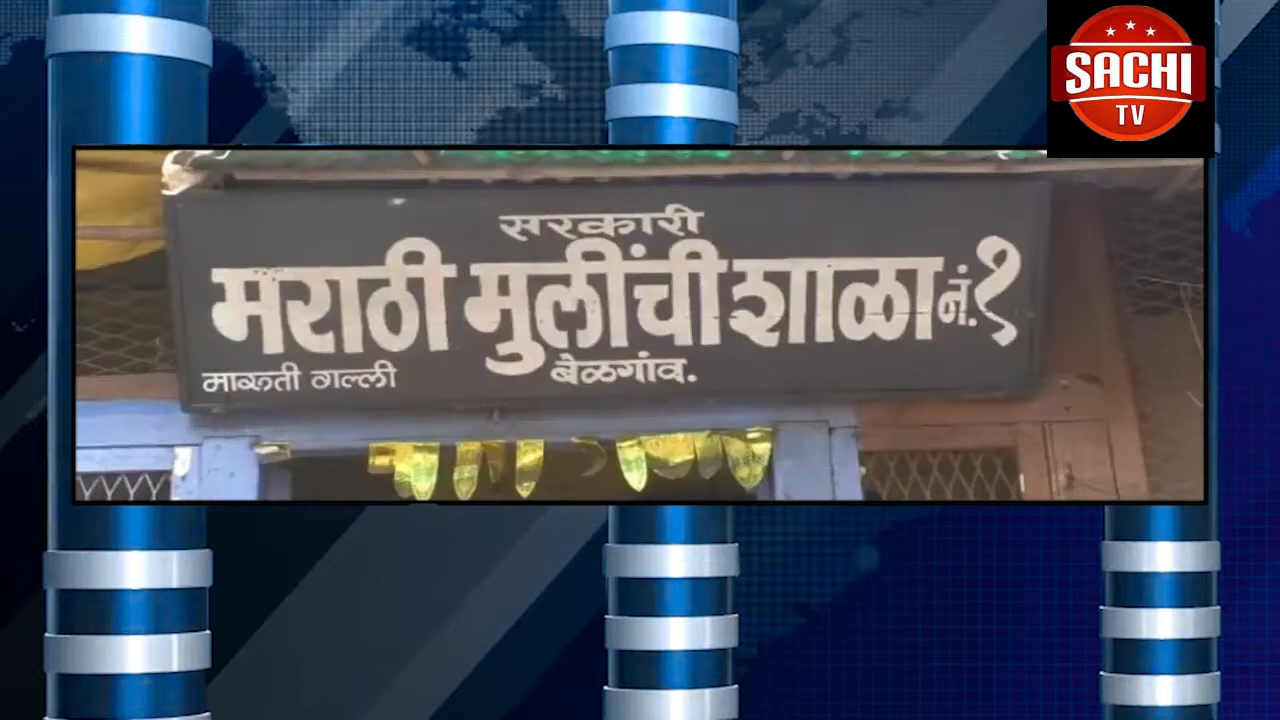 SACHI
TV
सरकारी
मराठी मुलींची शाळा नं. १
मारुती गल्ली
बेळगांव.